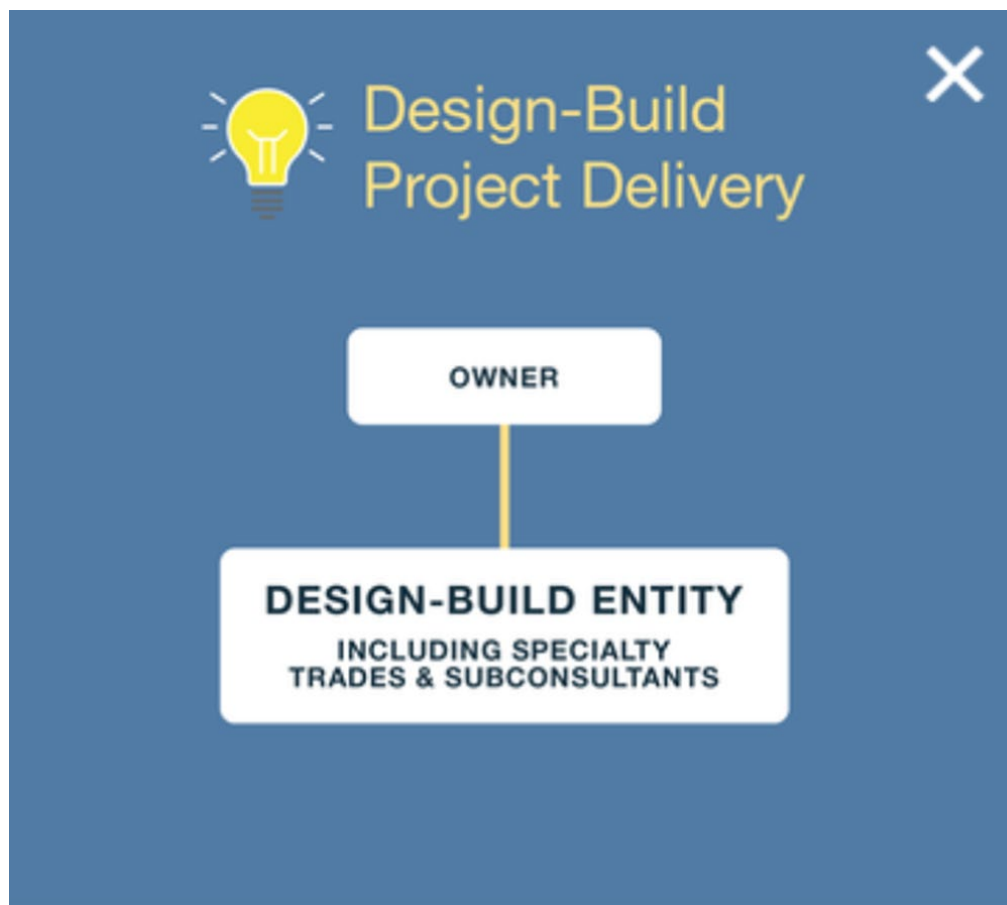 Design-Build
Project Delivery
OWNER
DESIGN-BUILD ENTITY
INCLUDING SPECIALTY
TRADES & SUBCONSULTANTS